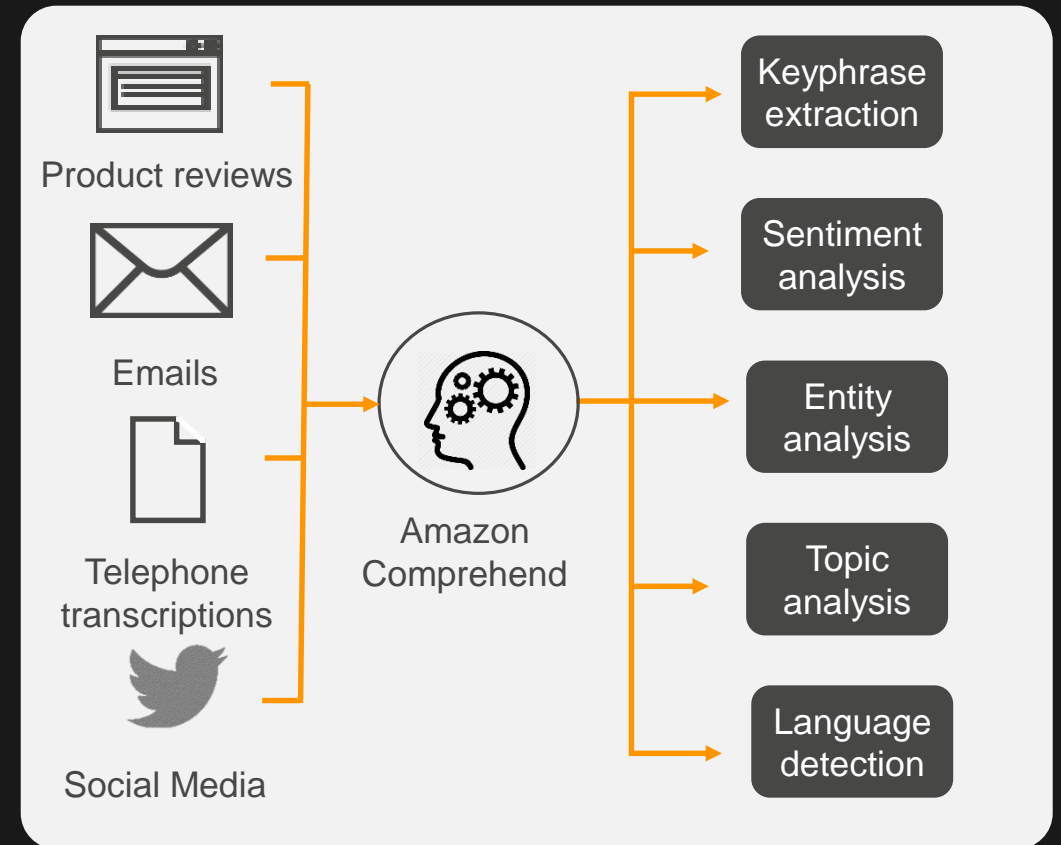 Product reviews
Emails
Telephone
transcriptions
Social Media
Amazon
Comprehend
Keyphrase
extraction
Sentiment
analysis
Entity
analysis
Topic
analysis
Language
detection